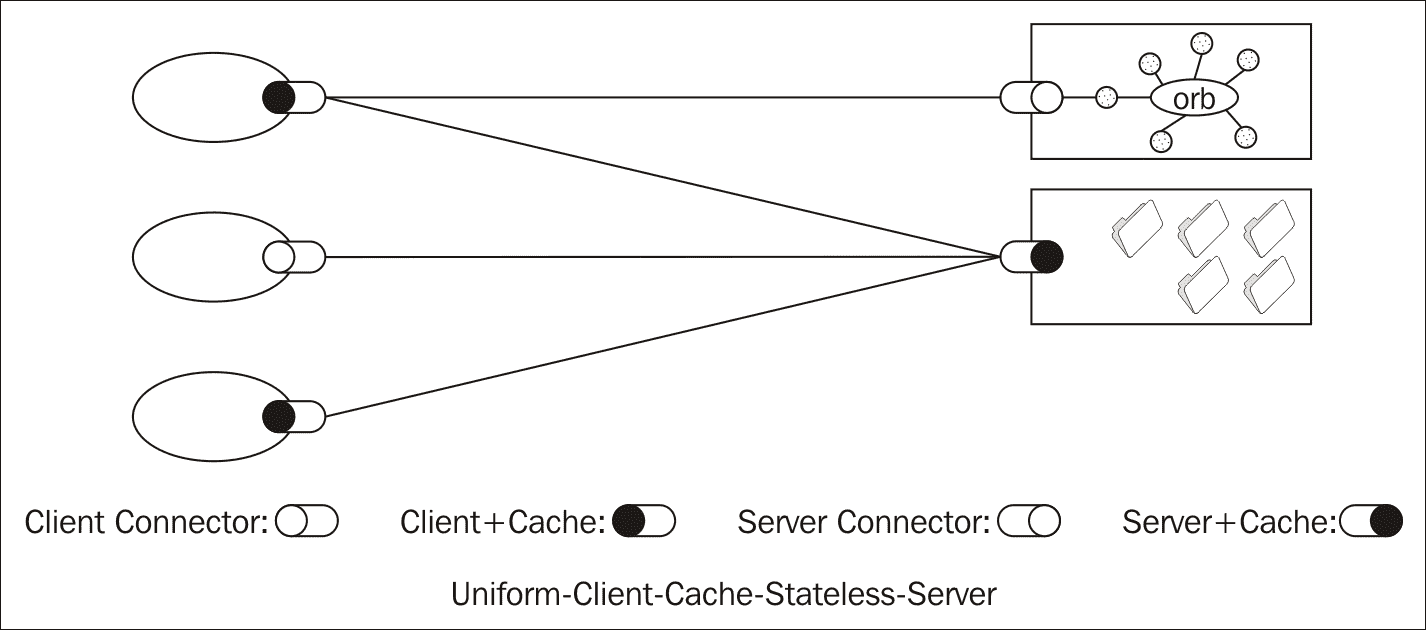 orb
Client Connector: Client+Cache: Server Connector: Server+Cache:
Uniform-Client-Cache-Stateless-Server